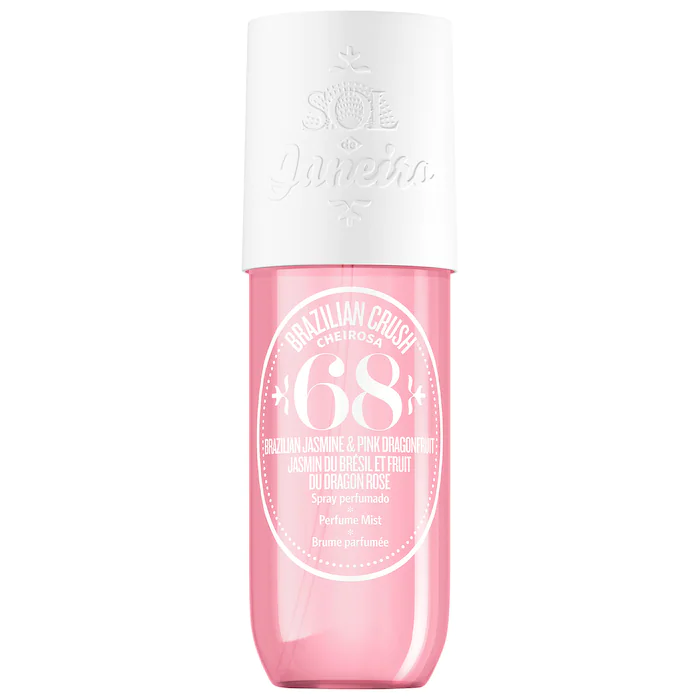 SOL
de
Janeiro
BRAZILIAN CRUSH
CHEIROSA
68
BRAZILIAN JASMINE & PINK DRAGONFRUIT
JASMIN DU BRÉSIL ET FRUIT
DU DRAGON ROSE
Spray perfumado
Perfume Mist
Brume parfumée